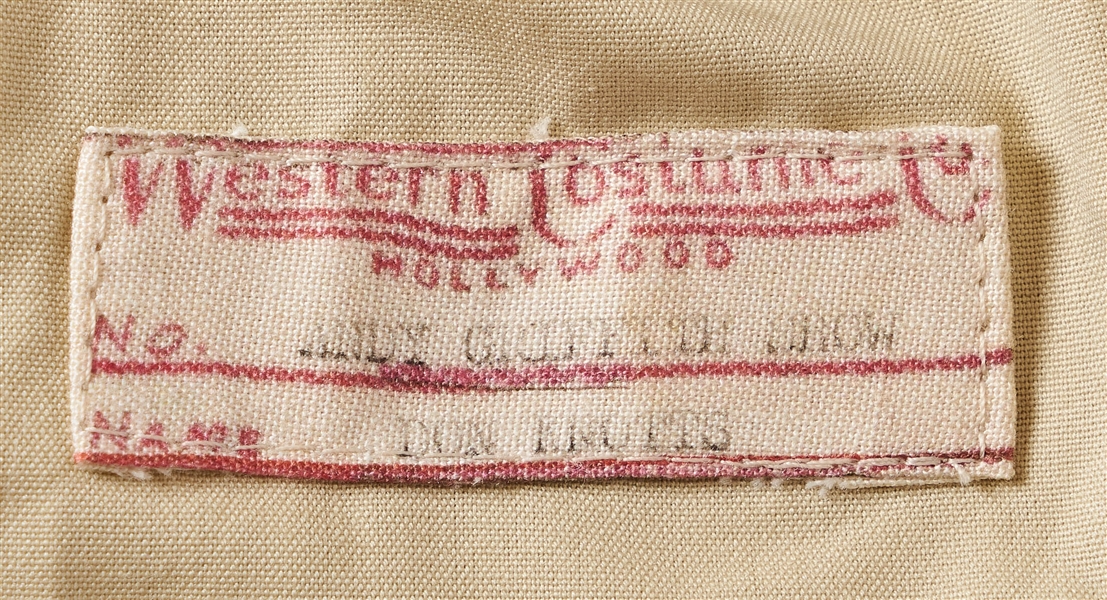 Western Costume Co
HOLLYWOOD
NO. ANDY GRIFFITH SHOW
NAME DON KNOTTS